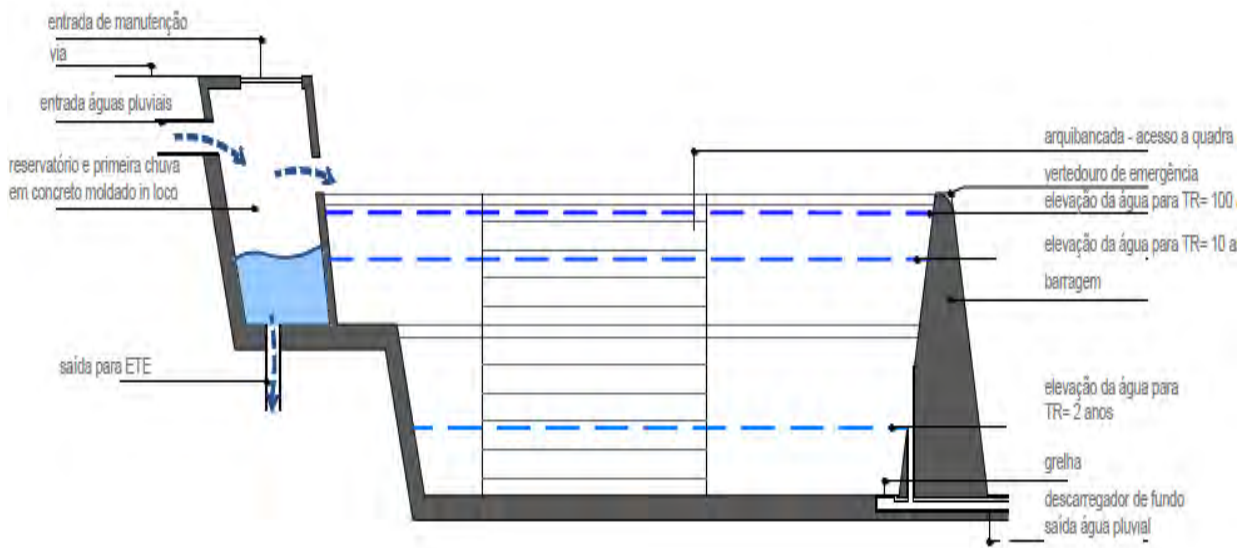 entrada de manutenção
via
entrada águas pluviais
reservatório e primeira chuva
em concreto moldado in loco
saída para ETE
arquibancada - acesso a quadra
vertedouro de emergência
elevação da água para TR= 100
elevação da água para TR= 10 a
barragem
elevação da água para
TR= 2 anos
grelha
descarregador de fundo
saída água pluvial